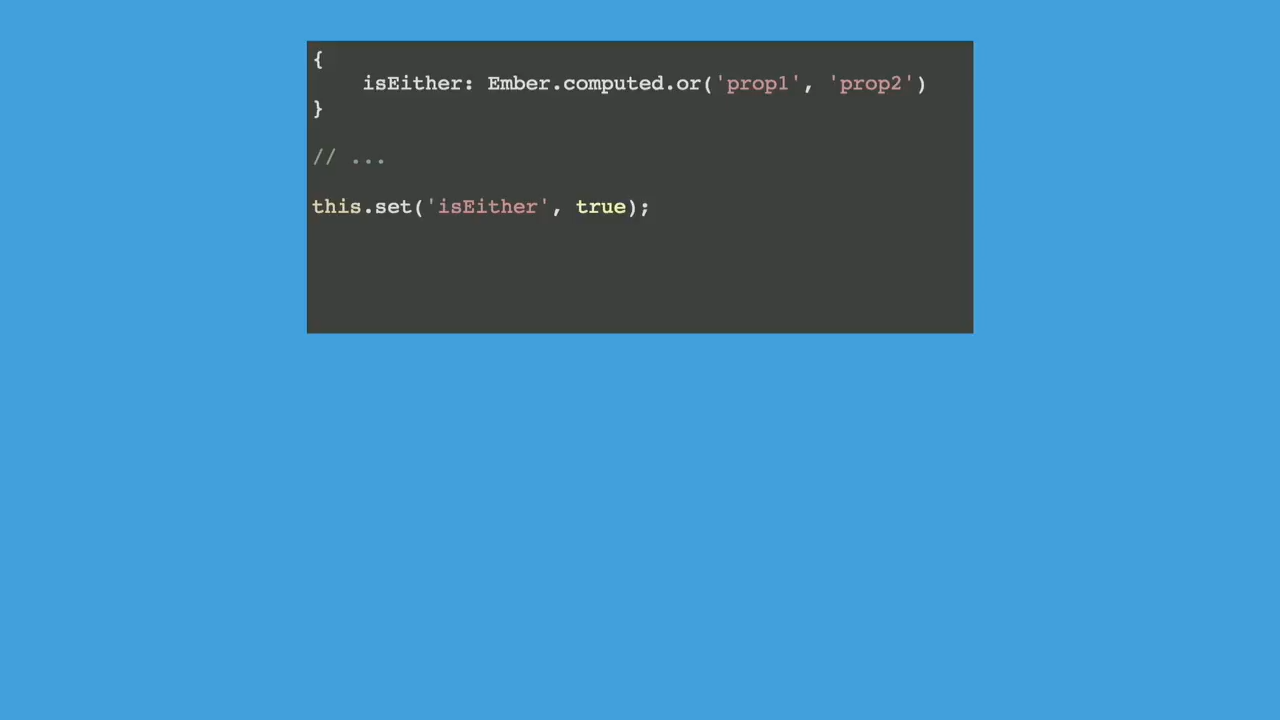 {
    isEither: Ember.computed.or('prop1', 'prop2')
}
// ...
this.set('isEither', true);